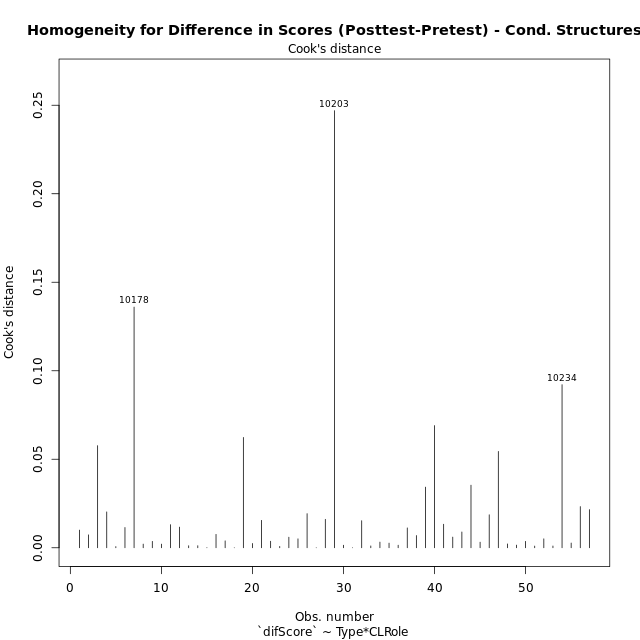 Homogeneity for Difference in Scores (Posttest-Pretest) - Cond. Structures
Cook's distance
Cook's distance
0.25
0.20
0.15
0.10
0.05
0.00
10203
10178
10234
0 10 20 30 40 50
Obs. number
`difScore` ~ Type*CLRole